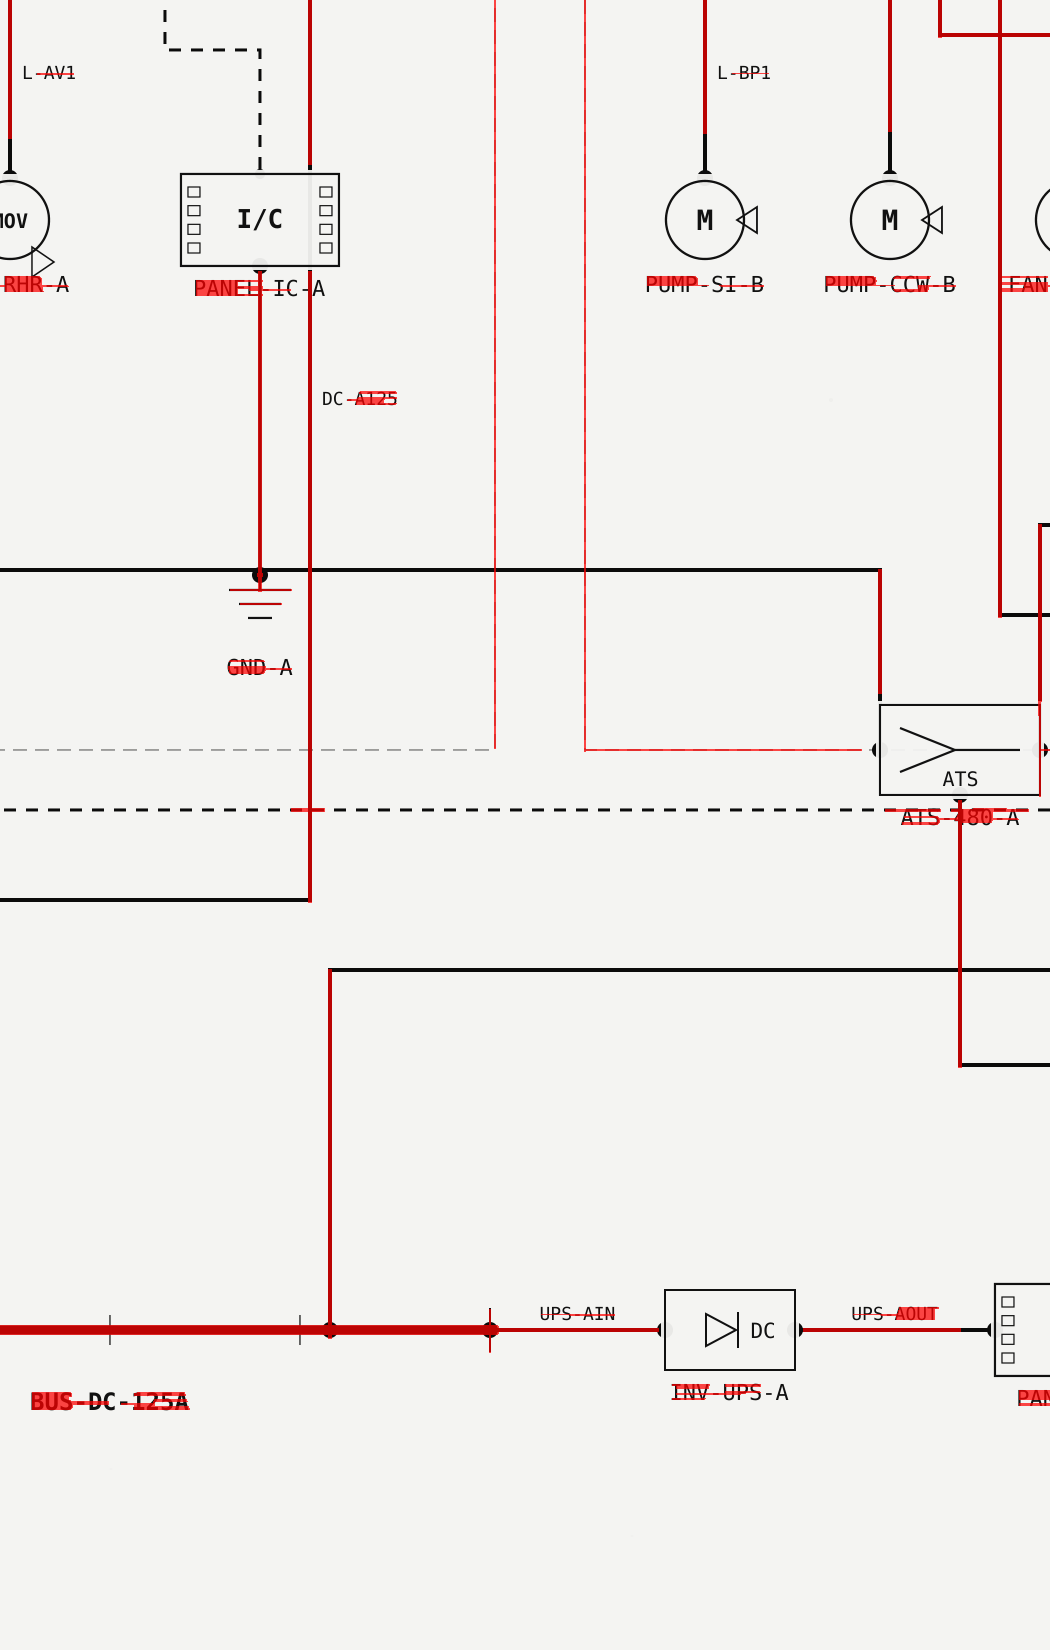 L-AV1
L-BP1
I/C
M
M
RHR-A
PANEL-IC-A
PUMP-SI-B
PUMP-CCW-B
FAN
DC-A125
GND-A
ATS
ATS-480-A
UPS-AIN
UPS-AOUT
DC
INV-UPS-A
BUS-DC-125A